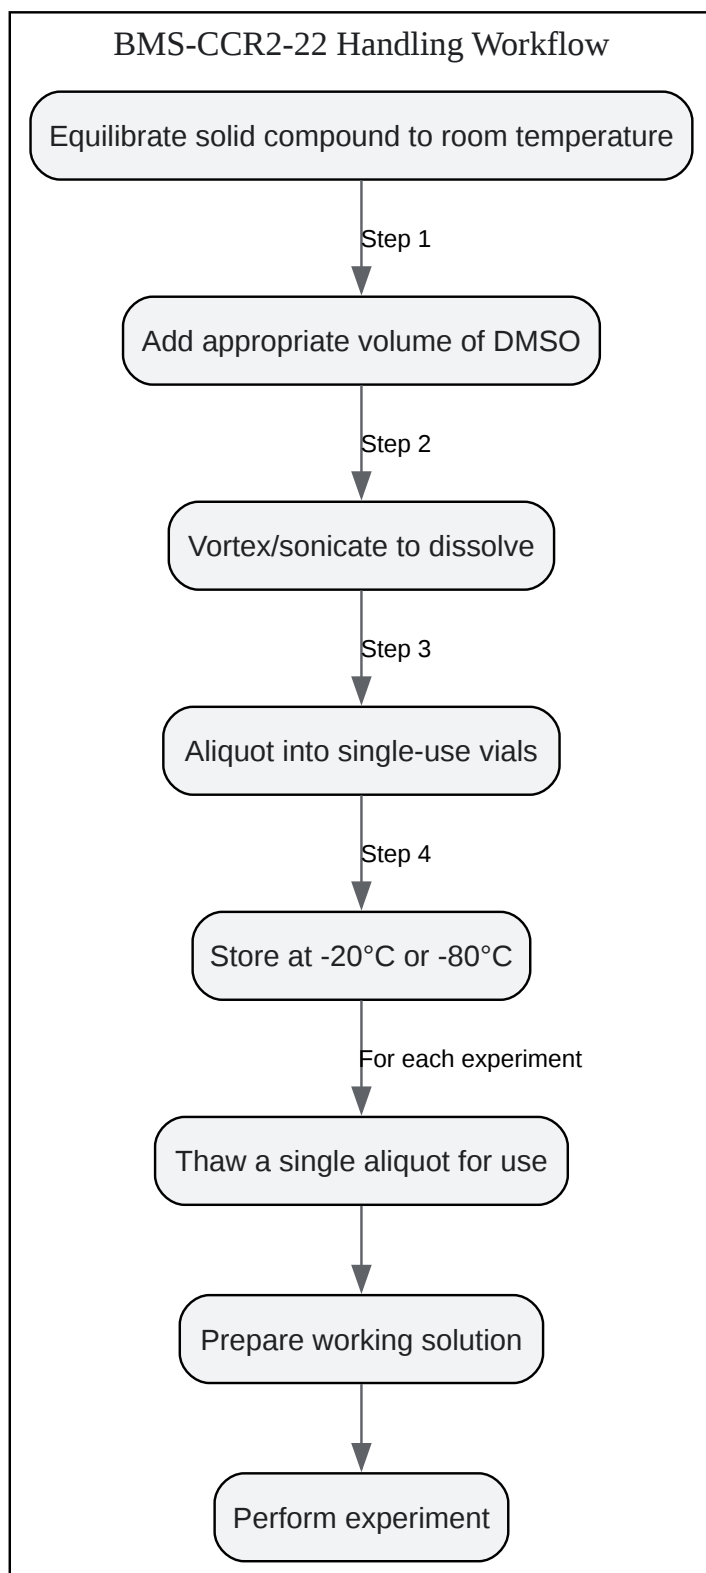 BMS-CCR2-22 Handling Workflow
Equilibrate solid compound to room temperature
Step 1
Add appropriate volume of DMSO
Step 2
Vortex/sonicate to dissolve
Step 3
Aliquot into single-use vials
Step 4
Store at -20°C or -80°C
For each experiment
Thaw a single aliquot for use
Prepare working solution
Perform experiment